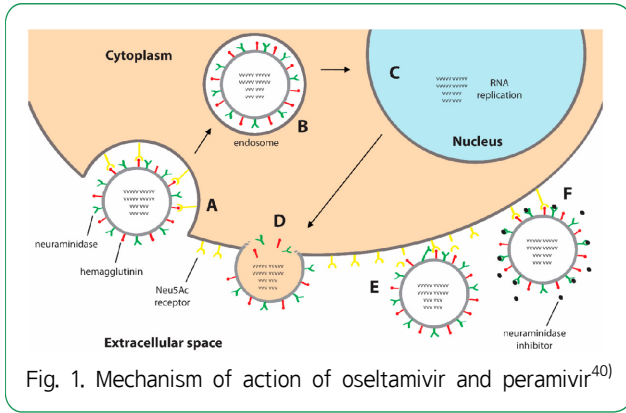 Cytoplasm
B
endosome
C
RNA
replication
Nucleus
A
neuraminidase
hemagglutinin
Neu5Ac
receptor
D
E
F
neuraminidase
inhibitor
Extracellular space
Fig. 1. Mechanism of action of oseltamivir and peramivir40)